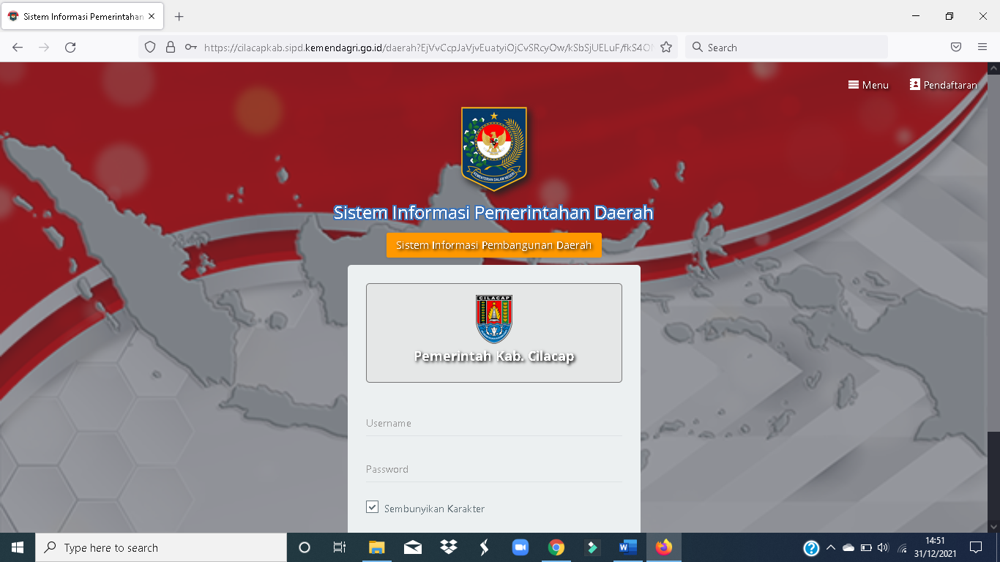 Sistem Informasi Pemerintahan
https://cilacapkab.sipd.kemendagri.go.id/daerah?EjVvCcpJaVjvEuatyiOjCvSRcyOw/kSbSjUELuF/fkS4O
Search
Menu
Pendaftaran
KEMENTERIAN DALAM NEGERI
Sistem Informasi Pemerintahan Daerah
Sistem Informasi Pembangunan Daerah
CILACAP
Pemerintah Kab. Cilacap
Username
Password
Sembunyikan Karakter
Type here to search
14:51
31/12/2021